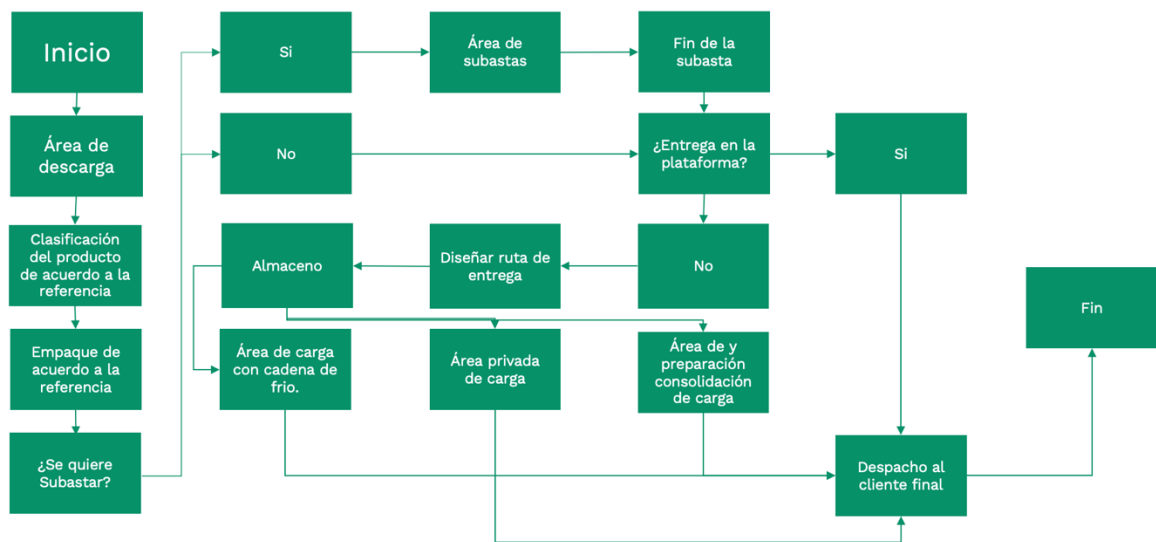 Inicio
Área de
descarga
Clasificación
del producto
de acuerdo a la
referencia
Empaque de
acuerdo a la
referencia
¿Se quiere
Subastar?
Si
Área de
subastas
Fin de la
subasta
No
¿Entrega en la
plataforma?
Si
Almaceno
Diseñar ruta de
entrega
No
Área de carga
con cadena de
frio.
Área privada
de carga
Área de y
preparación
consolidación
de carga
Despacho al
cliente final
Fin